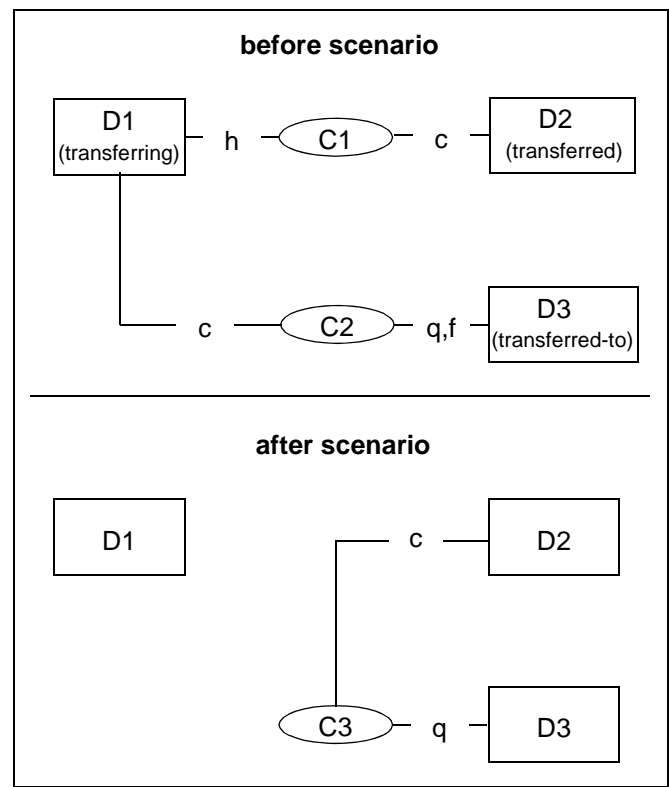 before scenario
D1
(transferring)
h
C1
c
D2
(transferred)
c
C2
q,f
D3
(transferred-to)
after scenario
D1
c
D2
C3
q
D3